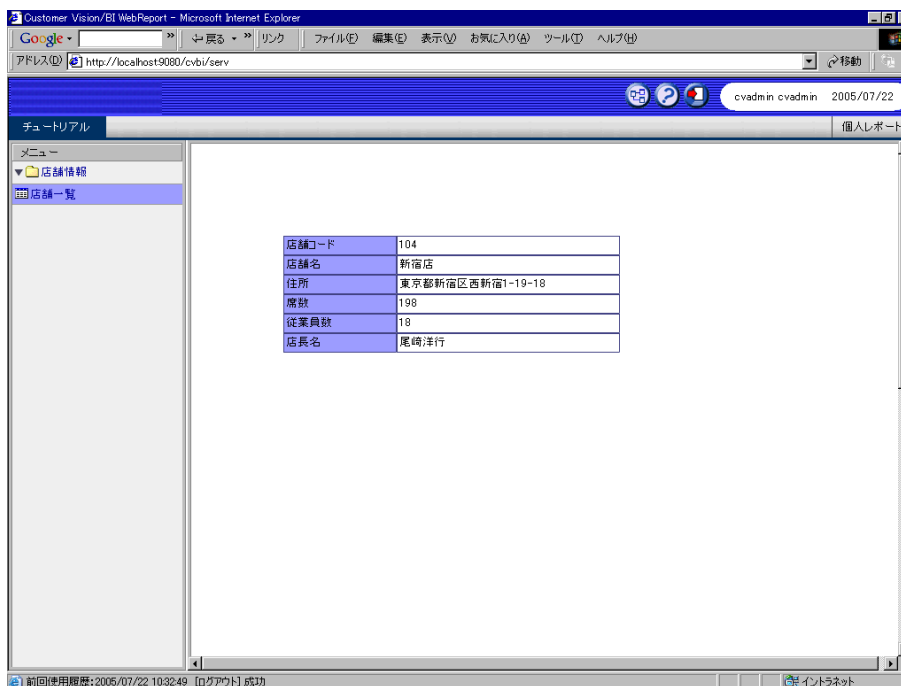 Customer Vision/BI WebReport - Microsoft Internet Explorer
Google » 戻る » リンク ファイル(F) 編集(E) 表示(V) お気に入り(A) ツール(T) ヘルプ(H)
アドレス(D) http://localhost:9080/cvbi/serv 移動
cvadmin cvadmin 2005/07/22
チュートリアル 個人レポート
メニュー
▼店舗情報
店舗一覧
店舗コード 104
店舗名 新宿店
住所 東京都新宿区西新宿1-19-18
席数 198
従業員数 18
店長名 尾崎洋行
前回使用履歴:2005/07/22 10:32:49 [ログアウト] 成功 イントラネット